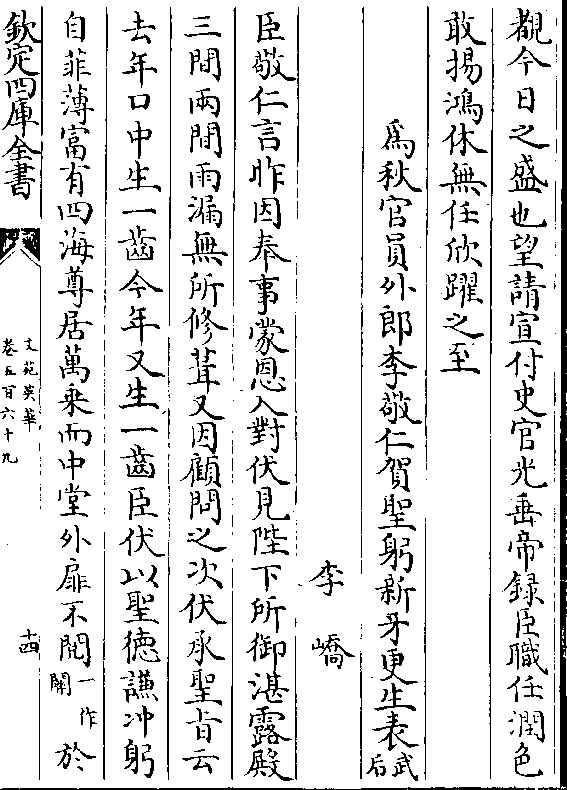 覩今日之盛也望請宣付史官光垂帝録臣職任潤色
敢揚鴻休無任欣躍之至
爲秋官員外郎李敬仁賀聖躬新牙更生表武后
李嶠
臣敬仁言昨因奉事蒙恩入對伏見陛下所御湛露殿
三間兩間雨漏無所修葺又因顧問之次伏承聖旨云
去年口中生一齒今年又生一齒臣伏以聖德謙冲躬
自菲薄富有四海尊居萬乗而中堂外扉不閲一作開於
欽定四庫全書
文苑英華
卷五百六十九
十四